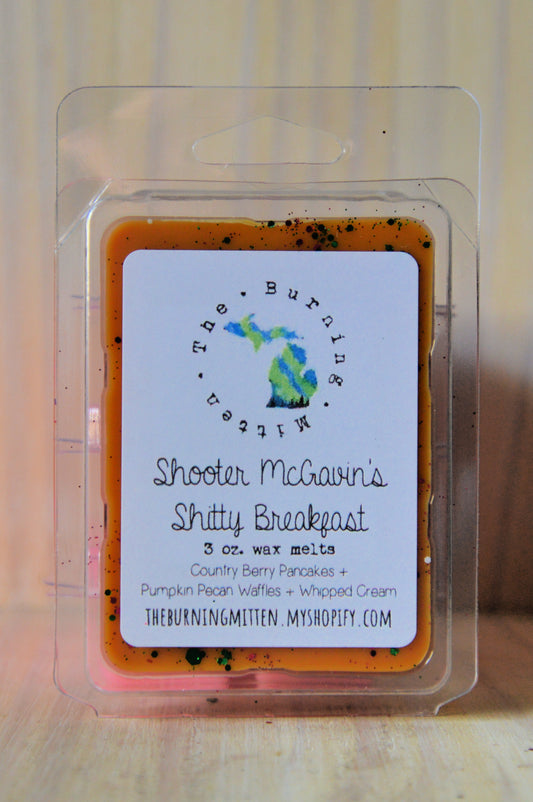 The . Burning . Mitten .
Shooter McGavin's
Shitty Breakfast
3 oz. wax melts
Country Berry Pancakes +
Pumpkin Pecan Waffles + Whipped Cream
THEBURNINGMITTEN.MYSHOPIFY.COM